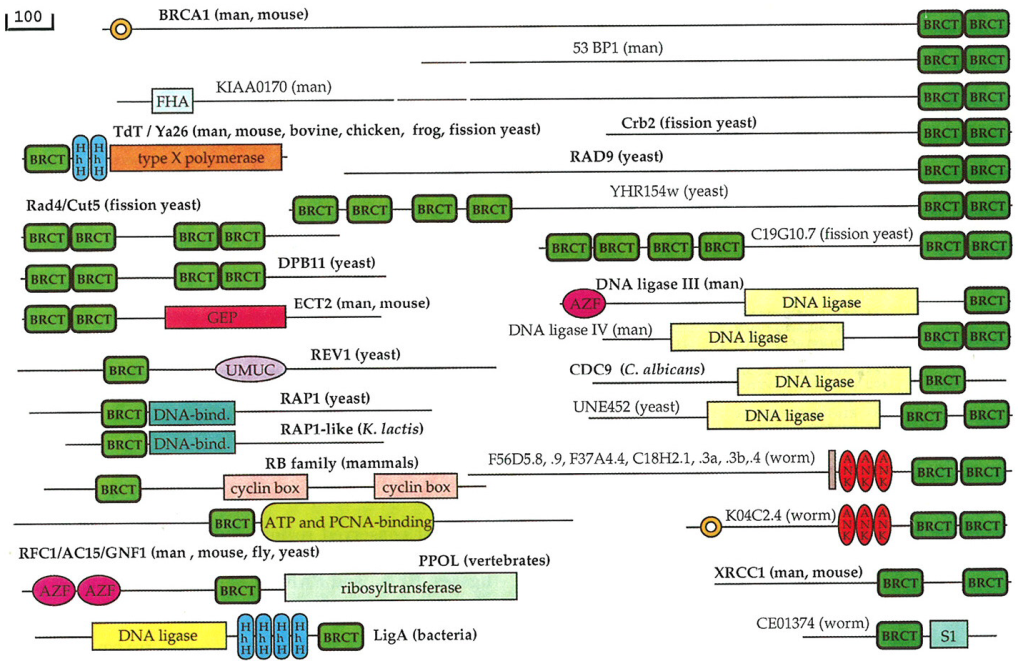 100
BRCA1 (man, mouse)
BRCT BRCT
53 BP1 (man)
BRCT BRCT
KIAA0170 (man)
FHA
BRCT BRCT
TdT / Ya26 (man, mouse, bovine, chicken, frog, fission yeast)
BRCT HhH HhH type X polymerase
Crb2 (fission yeast)
BRCT BRCT
RAD9 (yeast)
BRCT BRCT
YHR154w (yeast)
BRCT BRCT BRCT BRCT BRCT BRCT
Rad4/Cut5 (fission yeast)
BRCT BRCT BRCT BRCT
C19G10.7 (fission yeast)
BRCT BRCT BRCT BRCT BRCT BRCT
DPB11 (yeast)
BRCT BRCT BRCT BRCT
ECT2 (man, mouse)
BRCT BRCT GEP
DNA ligase III (man)
AZF DNA ligase BRCT
DNA ligase IV (man)
DNA ligase BRCT BRCT
REV1 (yeast)
BRCT UMUC
CDC9 (C. albicans)
DNA ligase BRCT
RAP1 (yeast)
BRCT DNA-bind.
UNE452 (yeast)
DNA ligase BRCT BRCT
RAP1-like (K. lactis)
BRCT DNA-bind.
RB family (mammals)
BRCT cyclin box cyclin box
F56D5.8, .9, F37A4.4, C18H2.1, .3a, .3b,.4 (worm)
ANK ANK ANK BRCT BRCT
BRCT ATP and PCNA-binding
RFC1/AC15/GNF1 (man , mouse, fly, yeast)
K04C2.4 (worm)
ANK ANK ANK BRCT BRCT
PPOL (vertebrates)
AZF AZF BRCT ribosyltransferase
XRCC1 (man, mouse)
BRCT BRCT
DNA ligase HhH HhH HhH HhH BRCT LigA (bacteria)
CE01374 (worm)
BRCT S1